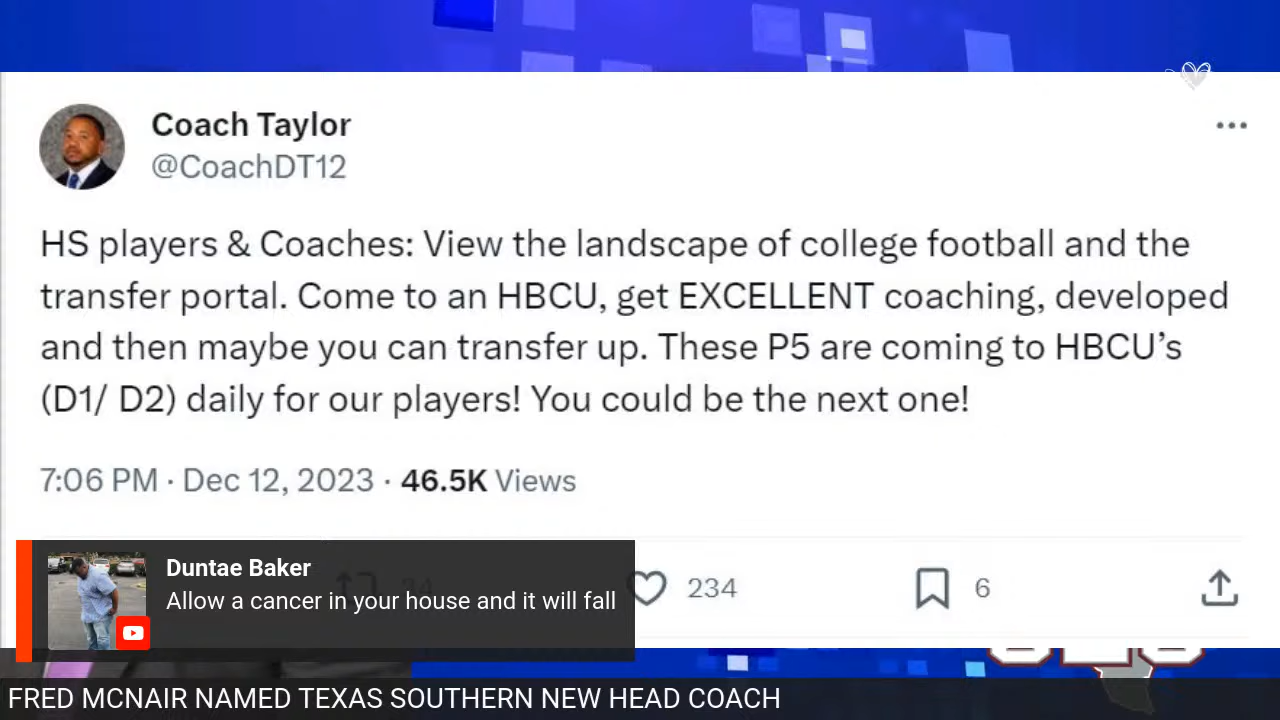 Coach Taylor
@CoachDT12
HS players & Coaches: View the landscape of college football and the
transfer portal. Come to an HBCU, get EXCELLENT coaching, developed
and then maybe you can transfer up. These P5 are coming to HBCU’s
(D1/ D2) daily for our players! You could be the next one!
7:06 PM · Dec 12, 2023 · 46.5K Views
34
234
6
Duntae Baker
Allow a cancer in your house and it will fall
FRED MCNAIR NAMED TEXAS SOUTHERN NEW HEAD COACH